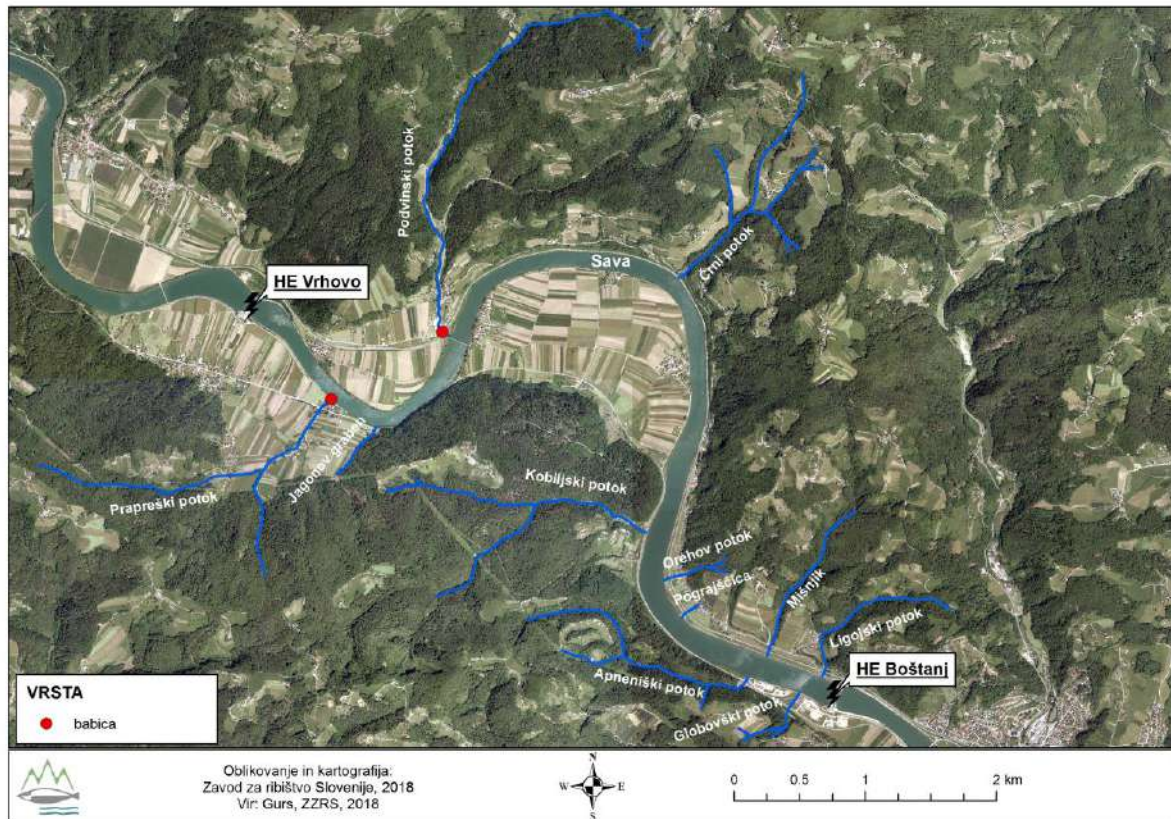 Podvinski potok
Črni potok
Sava
HE Vrhovo
Jagonov graben
Prapreški potok
Kobiljski potok
Orehov potok
Pograjščica
Mišnjik
Ligojski potok
HE Boštanj
Apneniški potok
Globovški potok
VRSTA
babica
Oblikovanje in kartografija:
Zavod za ribištvo Slovenije, 2018
Vir: Gurs, ZZRS, 2018
N
W E
S
0 0.5 1 2 km